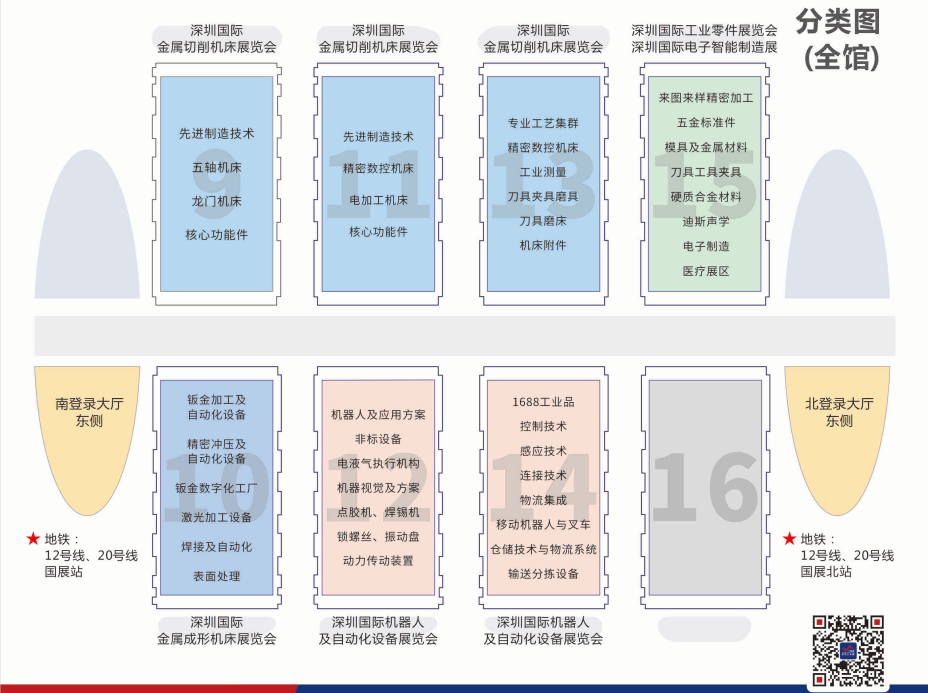 分类图
(全馆)
深圳国际
金属切削机床展览会
深圳国际
金属切削机床展览会
深圳国际
金属切削机床展览会
深圳国际工业零件展览会
深圳国际电子智能制造展
9
先进制造技术
五轴机床
龙门机床
核心功能件
11
先进制造技术
精密数控机床
电加工机床
核心功能件
13
专业工艺集群
精密数控机床
工业测量
刀具夹具磨具
刀具磨床
机床附件
15
来图来样精密加工
五金标准件
模具及金属材料
刀具工具夹具
硬质合金材料
迪斯声学
电子制造
医疗展区
南登录大厅
东侧
★ 地铁：
12号线、20号线
国展站
10
钣金加工及
自动化设备
精密冲压及
自动化设备
钣金数字化工厂
激光加工设备
焊接及自动化
表面处理
12
机器人及应用方案
非标设备
电液气执行机构
机器视觉及方案
点胶机、焊锡机
锁螺丝、振动盘
动力传动装置
14
1688工业品
控制技术
感应技术
连接技术
物流集成
移动机器人与叉车
仓储技术与物流系统
输送分拣设备
16
北登录大厅
东侧
★ 地铁：
12号线、20号线
国展北站
深圳国际
金属成形机床展览会
深圳国际机器人
及自动化设备展览会
深圳国际机器人
及自动化设备展览会